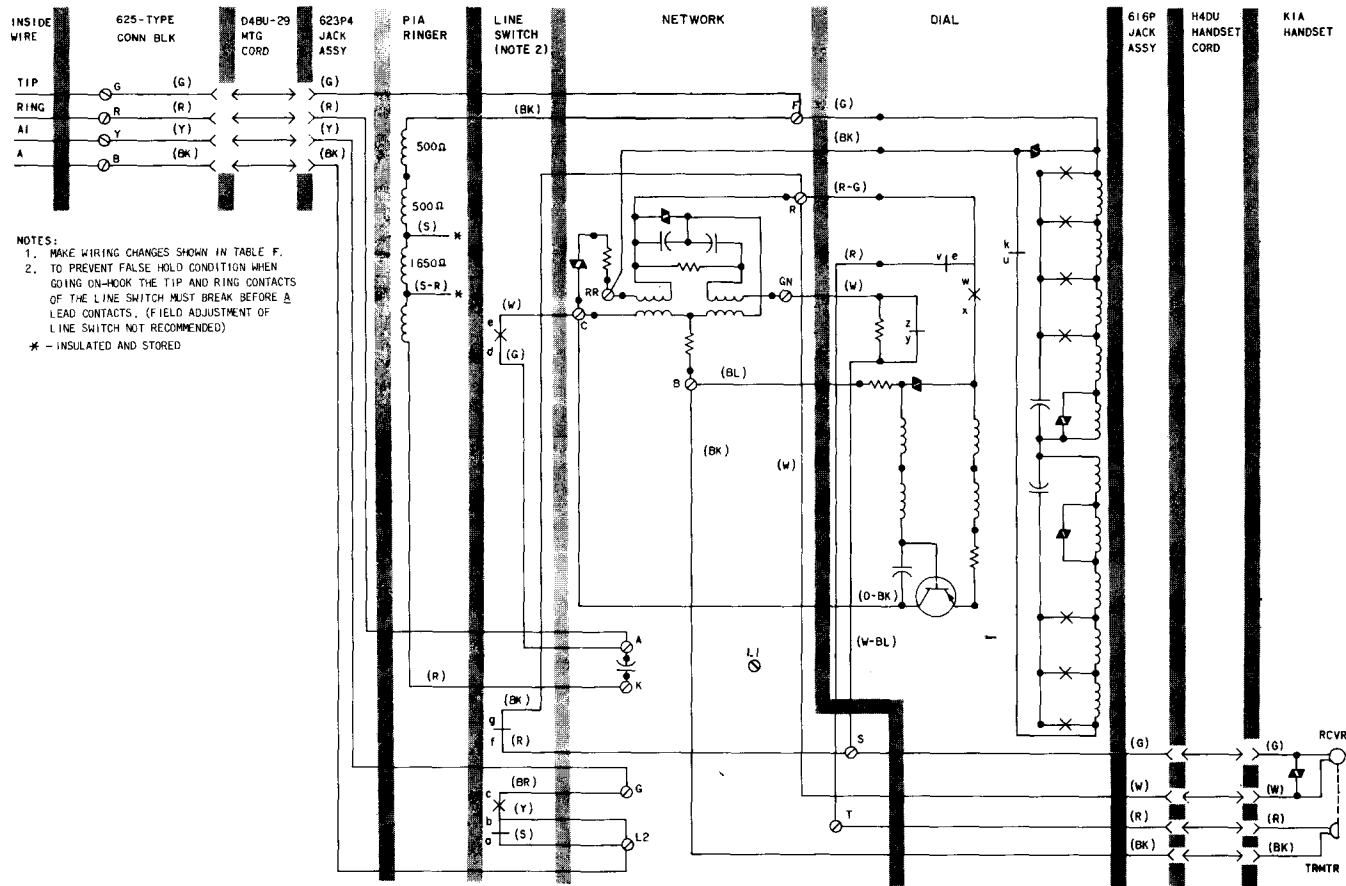 INSIDE WIRE
625-TYPE CONN BLK
D4BU-29 MTG CORD
623P4 JACK ASSY
P1A RINGER
LINE SWITCH (NOTE 2)
NETWORK
DIAL
616P JACK ASSY
H4DU HANDSET CORD
K1A HANDSET
TIP G (G) (G)
RING R (R) (R)
A1 Y (Y) (Y)
A B (BK) (BK)
NOTES:
1. MAKE WIRING CHANGES SHOWN IN TABLE F.
2. TO PREVENT FALSE HOLD CONDITION WHEN
GOING ON-HOOK THE TIP AND RING CONTACTS
OF THE LINE SWITCH MUST BREAK BEFORE A
LEAD CONTACTS. (FIELD ADJUSTMENT OF
LINE SWITCH NOT RECOMMENDED)
* - INSULATED AND STORED
500Ω
500Ω
(S) *
1650Ω
(S-R) *
(R)
(BK)
F
(G)
(BK)
R
(R-G)
(R)
v e
w
x
k
u
RR
GN
(W)
z
y
(W)
e
d
(G)
C
B
(BL)
(BK)
(W)
(O-BK)
(W-BL)
A
K
L1
(BK)
g
f
(R)
S
(BR)
c
(Y)
b
(S)
a
G
L2
T
(G) (G) RCVR
(W) (W)
(R) (R)
(BK) (BK)
TRMTR